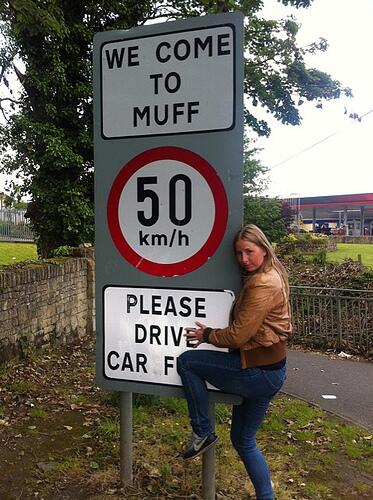 WE COME
TO
MUFF
50
km/h
PLEASE
DRIV
CAR F